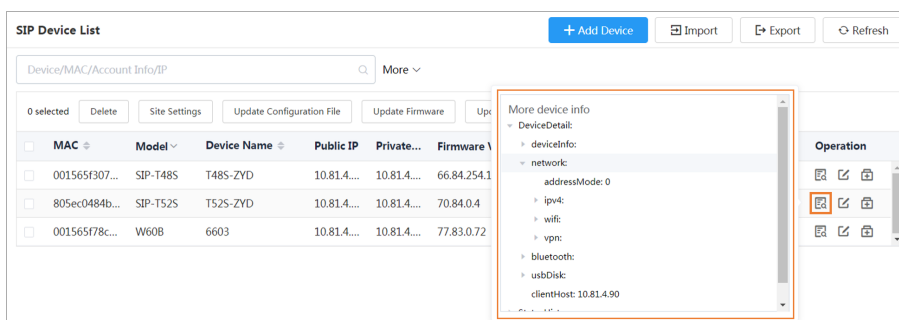 SIP Device List
+ Add Device
Import
Export
Refresh
Device/MAC/Account Info/IP
More
0 selected
Delete
Site Settings
Update Configuration File
Update Firmware
More device info
DeviceDetail:
deviceInfo:
network:
addressMode: 0
ipv4:
wifi:
vpn:
bluetooth:
usbDisk:
clientHost: 10.81.4.90
MAC Model Device Name Public IP Private... Firmware V Operation
001565f307... SIP-T48S T48S-ZYD 10.81.4.... 10.81.4.... 66.84.254.1
805ec0484b... SIP-T52S T52S-ZYD 10.81.4.... 10.81.4.... 70.84.0.4
001565f78c... W60B 6603 10.81.4.... 10.81.4.... 77.83.0.72